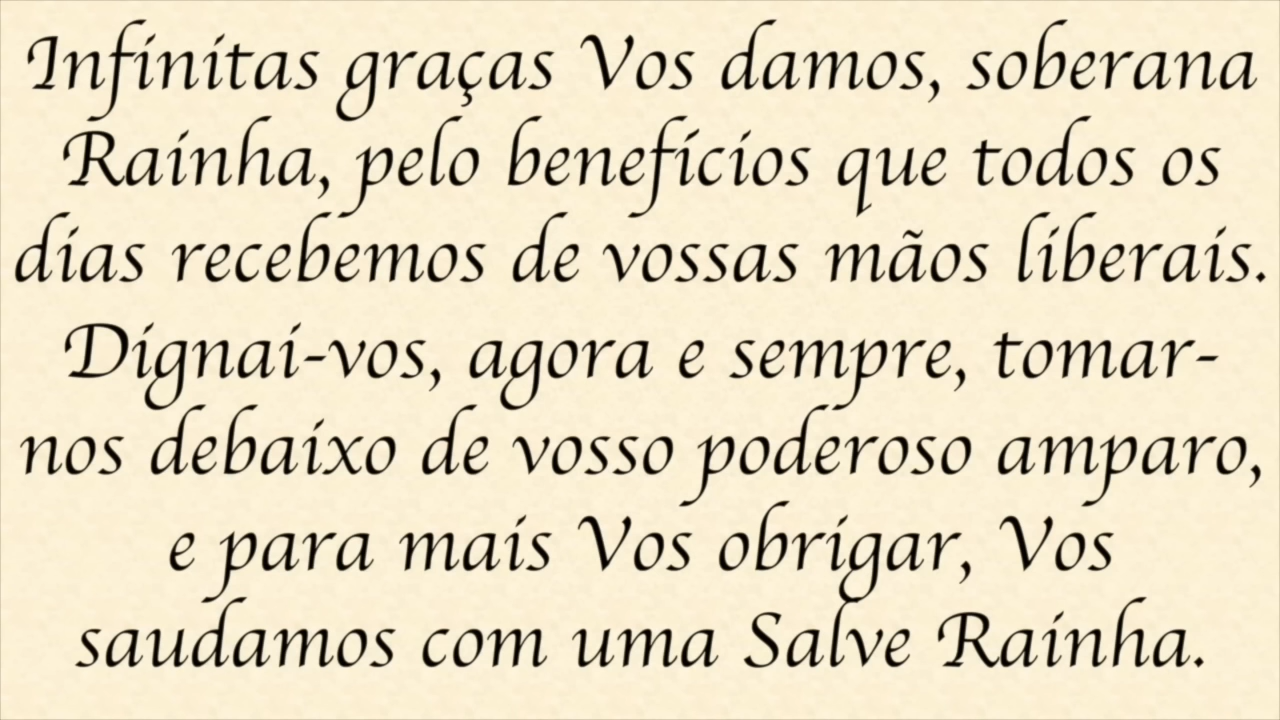 Infinitas graças Vos damos, soberana
Rainha, pelo benefícios que todos os
dias recebemos de vossas mãos liberais.
Dignai-vos, agora e sempre, tomar-
nos debaixo de vosso poderoso amparo,
e para mais Vos obrigar, Vos
saudamos com uma Salve Rainha.